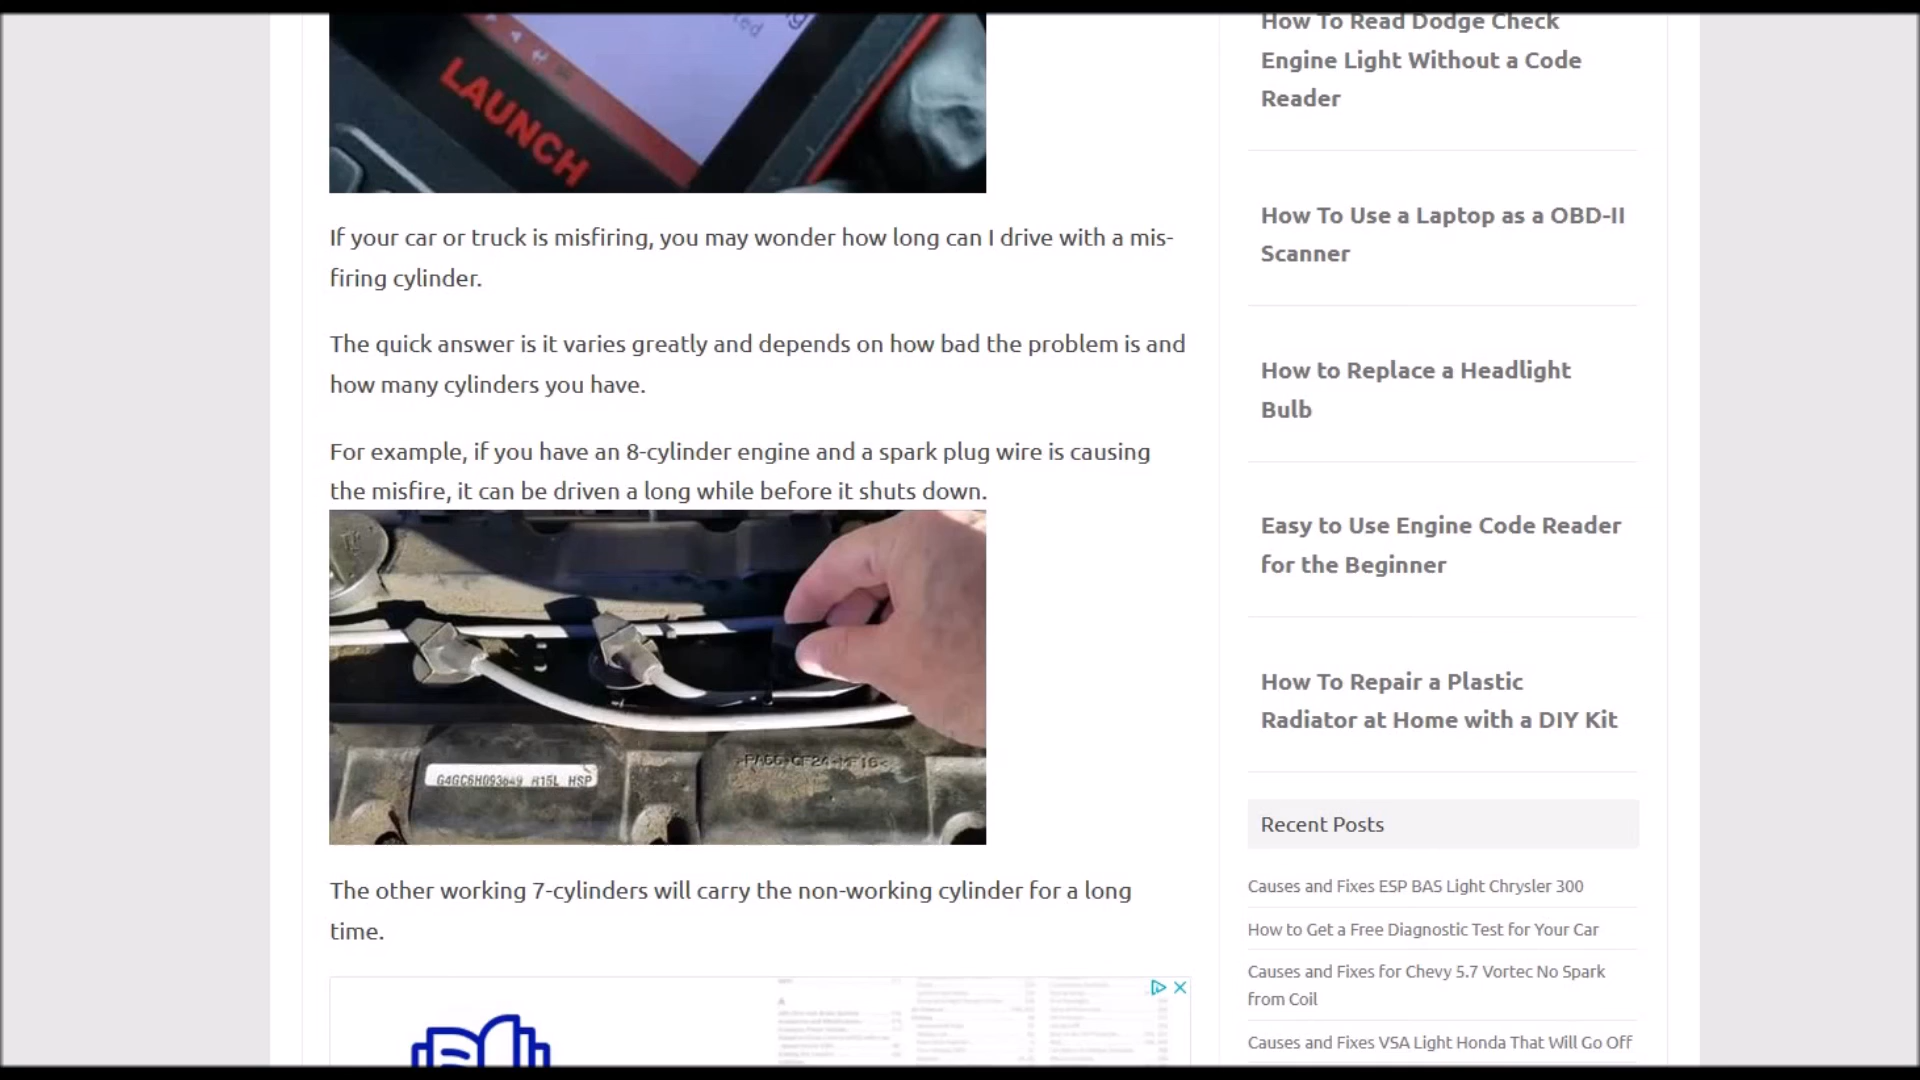 LAUNCH
If your car or truck is misfiring, you may wonder how long can I drive with a mis-
firing cylinder.
The quick answer is it varies greatly and depends on how bad the problem is and
how many cylinders you have.
For example, if you have an 8-cylinder engine and a spark plug wire is causing
the misfire, it can be driven a long while before it shuts down.
G4GC6H093649 R15L HSP
The other working 7-cylinders will carry the non-working cylinder for a long
time.
How To Read Dodge Check
Engine Light Without a Code
Reader
How To Use a Laptop as a OBD-II
Scanner
How to Replace a Headlight
Bulb
Easy to Use Engine Code Reader
for the Beginner
How To Repair a Plastic
Radiator at Home with a DIY Kit
Recent Posts
Causes and Fixes ESP BAS Light Chrysler 300
How to Get a Free Diagnostic Test for Your Car
Causes and Fixes for Chevy 5.7 Vortec No Spark
from Coil
Causes and Fixes VSA Light Honda That Will Go Off